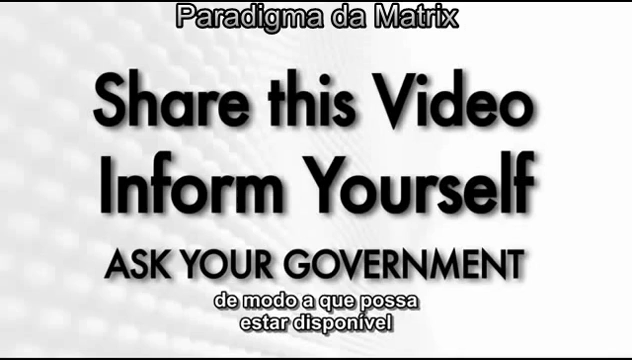 Paradigma da Matrix
Share this Video
Inform Yourself
ASK YOUR GOVERNMENT
de modo a que possa
estar disponível